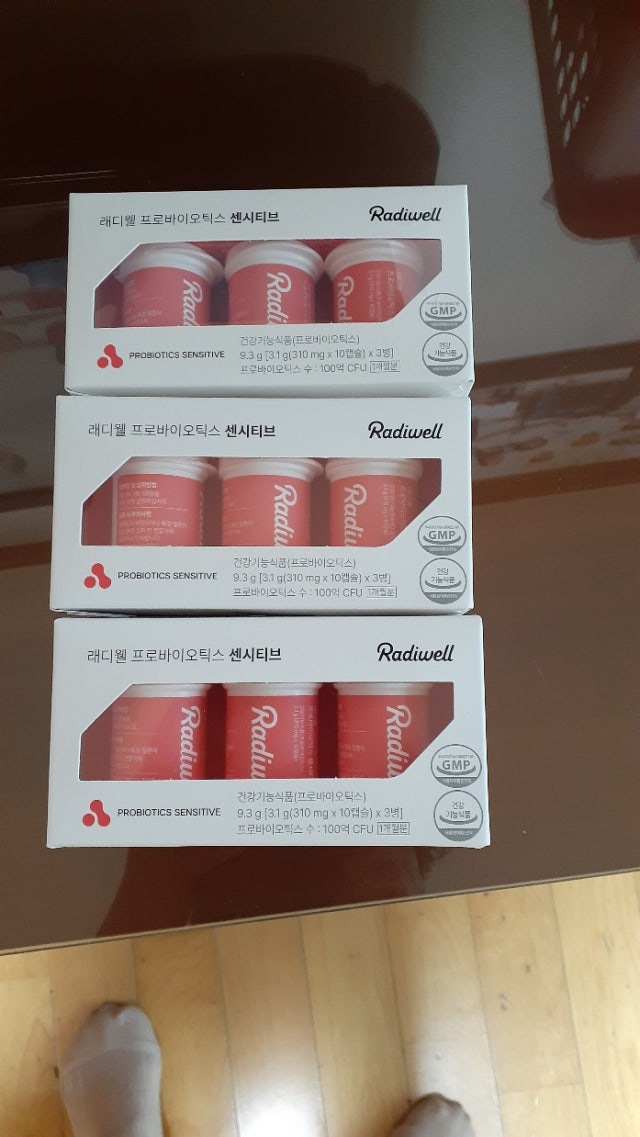 래디웰 프로바이오틱스 센시티브
Radiwell
Radi
Radi
Rad
GMP
건강
기능식품
PROBIOTICS SENSITIVE
건강기능식품(프로바이오틱스)
9.3 g [3.1 g(310 mg x 10캡슐) x 3병]
프로바이오틱스 수 : 100억 CFU 1개월분
래디웰 프로바이오틱스 센시티브
Radiwell
Radiw
Radi
GMP
건강
기능식품
PROBIOTICS SENSITIVE
건강기능식품(프로바이오틱스)
9.3 g [3.1 g(310 mg x 10캡슐) x 3병]
프로바이오틱스 수 : 100억 CFU 1개월분
래디웰 프로바이오틱스 센시티브
Radiwell
Radiw
Radiw
Radiw
GMP
건강
기능식품
PROBIOTICS SENSITIVE
건강기능식품(프로바이오틱스)
9.3 g [3.1 g(310 mg x 10캡슐) x 3병]
프로바이오틱스 수 : 100억 CFU 1개월분